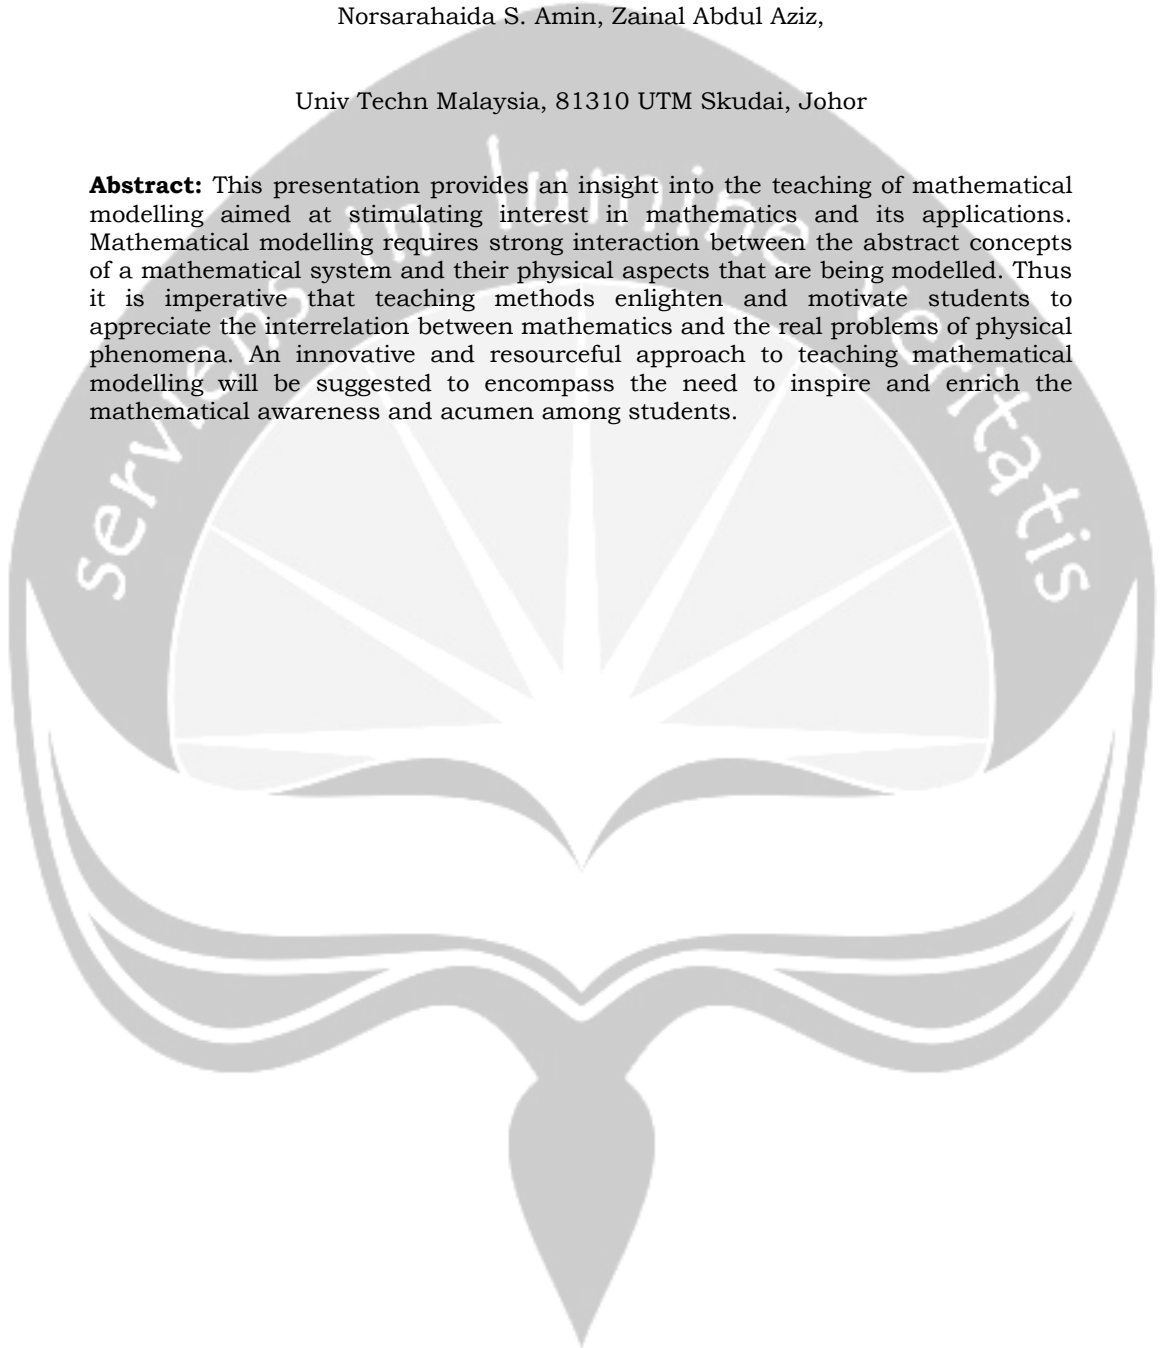 Norsarahaida S. Amin, Zainal Abdul Aziz,
Univ Techn Malaysia, 81310 UTM Skudai, Johor
Abstract: This presentation provides an insight into the teaching of mathematical
modelling aimed at stimulating interest in mathematics and its applications.
Mathematical modelling requires strong interaction between the abstract concepts
of a mathematical system and their physical aspects that are being modelled. Thus
it is imperative that teaching methods enlighten and motivate students to
appreciate the interrelation between mathematics and the real problems of physical
phenomena. An innovative and resourceful approach to teaching mathematical
modelling will be suggested to encompass the need to inspire and enrich the
mathematical awareness and acumen among students.
serviens in lumine veritatis